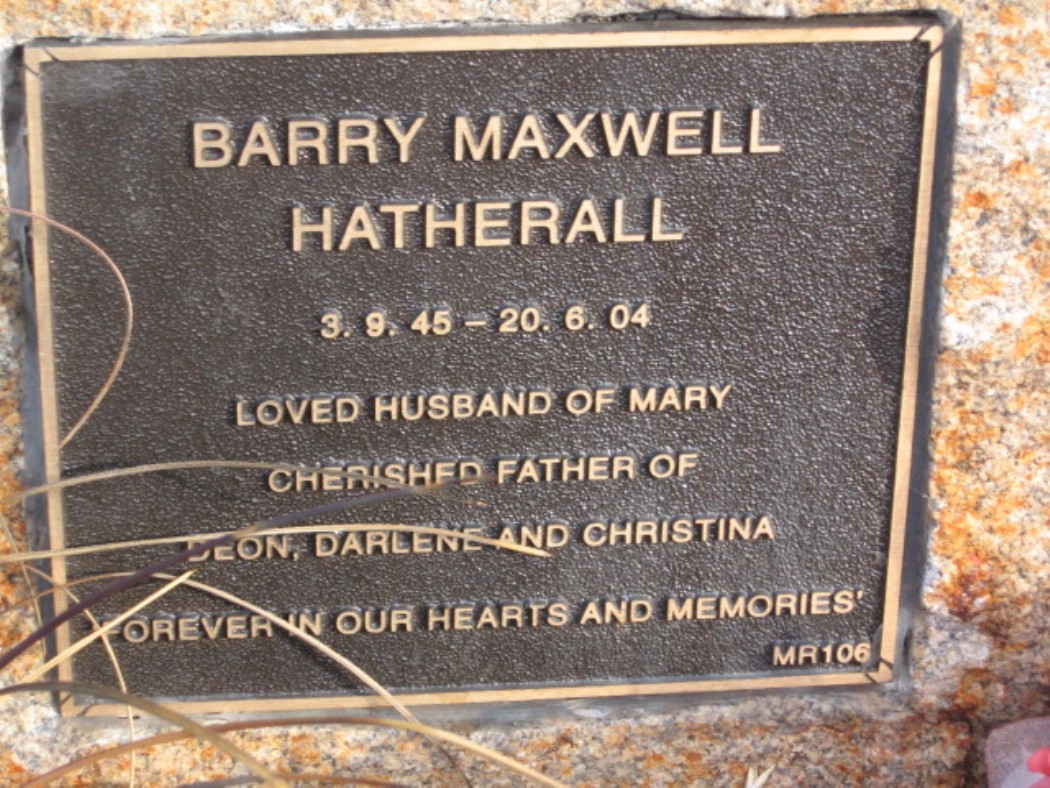 BARRY MAXWELL
HATHERALL
3. 9. 45 – 20. 6. 04
LOVED HUSBAND OF MARY
CHERISHED FATHER OF
DEON, DARLENE AND CHRISTINA
FOREVER IN OUR HEARTS AND MEMORIES'
MR106